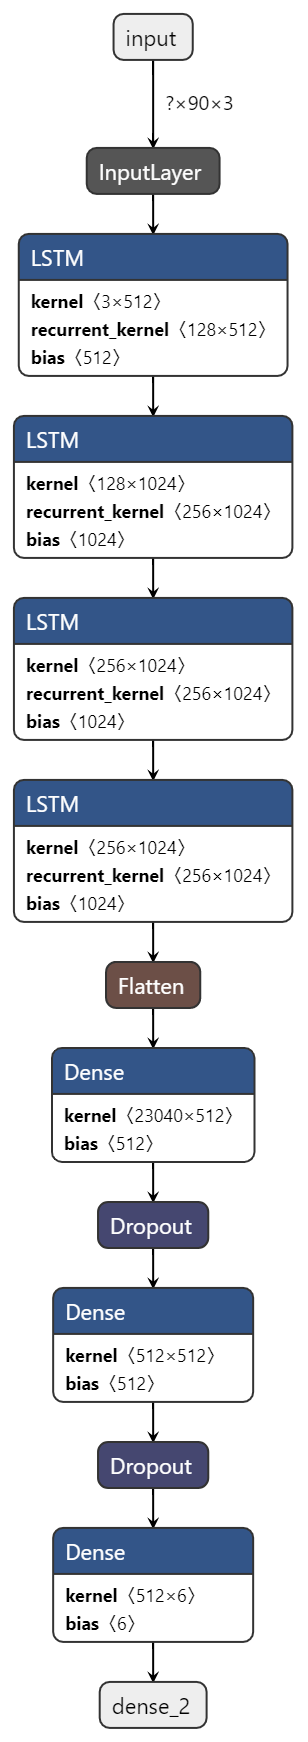 input
?×90×3
InputLayer
LSTM
kernel〈3×512〉
recurrent_kernel〈128×512〉
bias〈512〉
LSTM
kernel〈128×1024〉
recurrent_kernel〈256×1024〉
bias〈1024〉
LSTM
kernel〈256×1024〉
recurrent_kernel〈256×1024〉
bias〈1024〉
LSTM
kernel〈256×1024〉
recurrent_kernel〈256×1024〉
bias〈1024〉
Flatten
Dense
kernel〈23040×512〉
bias〈512〉
Dropout
Dense
kernel〈512×512〉
bias〈512〉
Dropout
Dense
kernel〈512×6〉
bias〈6〉
dense_2